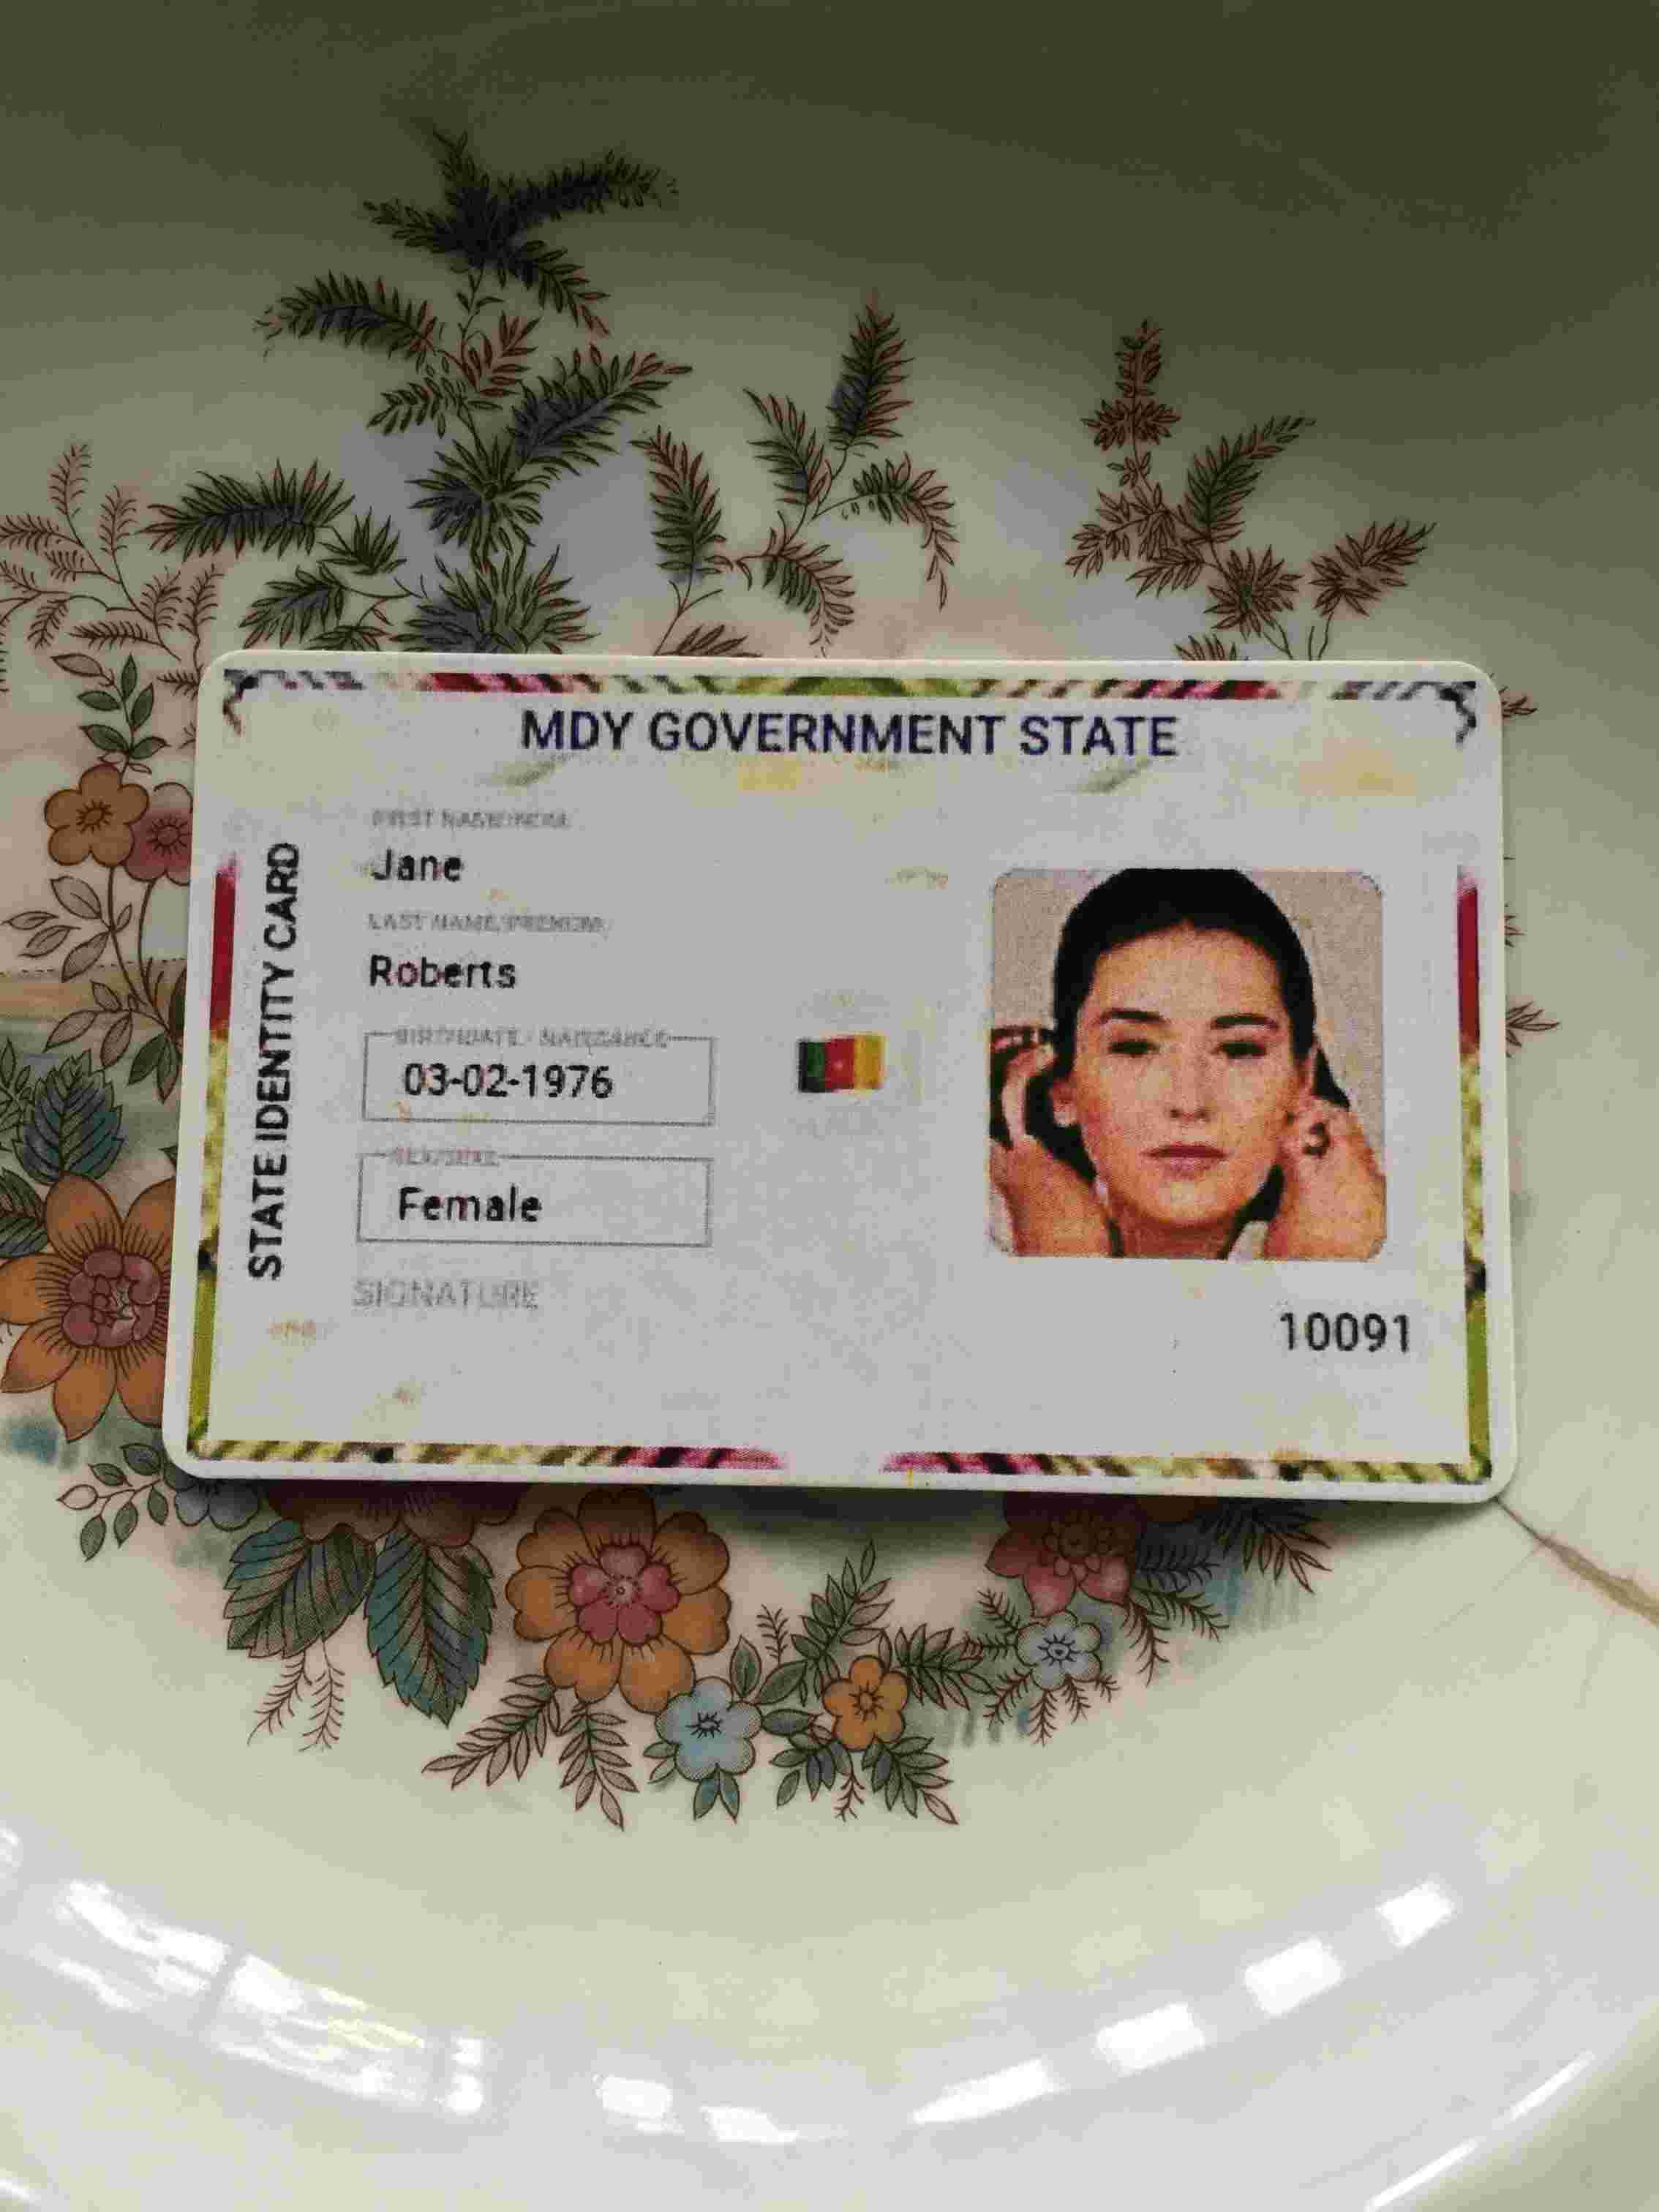 MDY GOVERNMENT STATE
STATE IDENTITY CARD
FIRST NAME/NOM
Jane
LAST NAME/PRENOM
Roberts
BIRTHDATE - NAISSANCE
03-02-1976
SEX/SEXE
Female
SIGNATURE
10091